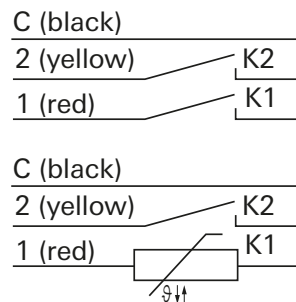 C (black)
2 (yellow) K2
1 (red) K1
C (black)
2 (yellow) K2
1 (red) K1
ϑ↓↑